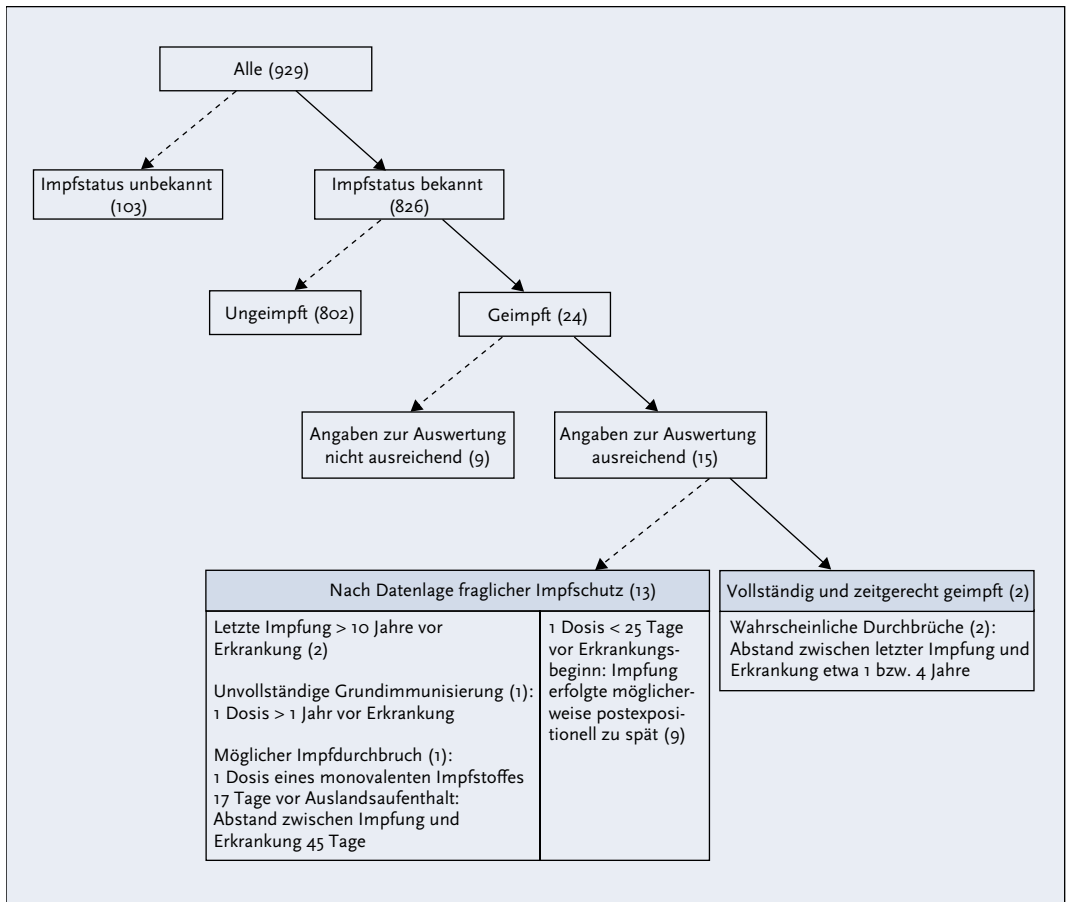 Alle (929)
Impfstatus unbekannt
(103)
Impfstatus bekannt
(826)
Ungeimpft (802)
Geimpft (24)
Angaben zur Auswertung
nicht ausreichend (9)
Angaben zur Auswertung
ausreichend (15)
Nach Datenlage fraglicher Impfschutz (13)
Letzte Impfung > 10 Jahre vor
Erkrankung (2)
Unvollständige Grundimmunisierung (1):
1 Dosis > 1 Jahr vor Erkrankung
Möglicher Impfdurchbruch (1):
1 Dosis eines monovalenten Impfstoffes
17 Tage vor Auslandsaufenthalt:
Abstand zwischen Impfung und
Erkrankung 45 Tage
1 Dosis < 25 Tage
vor Erkrankungs-
beginn: Impfung
erfolgte möglicher-
weise postexposi-
tionell zu spät (9)
Vollständig und zeitgerecht geimpft (2)
Wahrscheinliche Durchbrüche (2):
Abstand zwischen letzter Impfung und
Erkrankung etwa 1 bzw. 4 Jahre